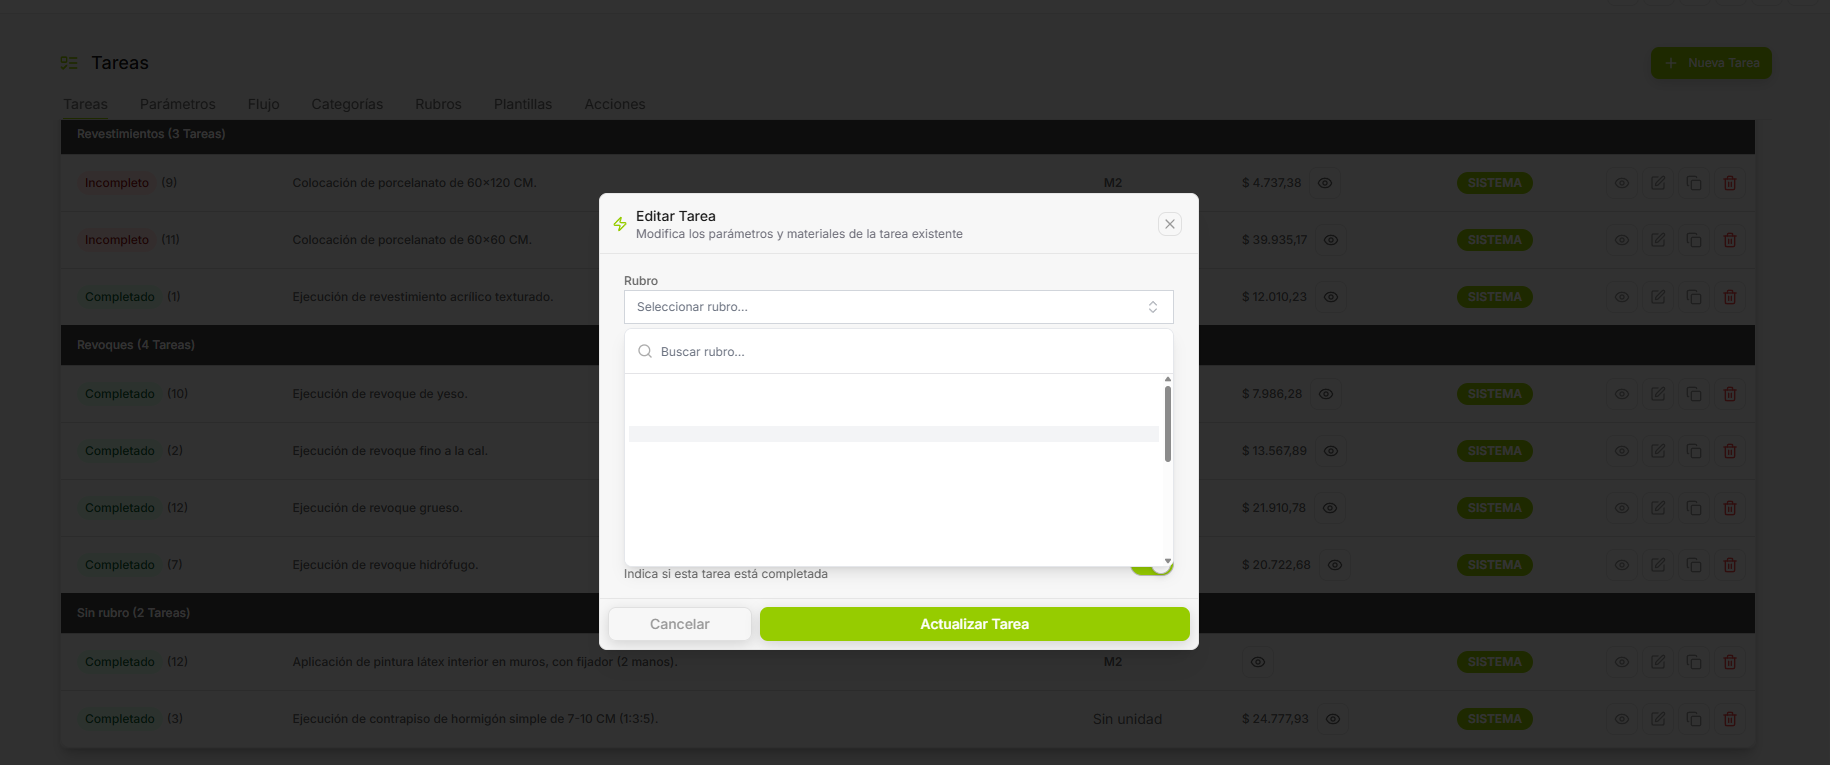 Tareas
Nueva Tarea
Tareas Parámetros Flujo Categorías Rubros Plantillas Acciones
Revestimientos (3 Tareas)
Incompleto (9) Colocación de porcelanato de 60×120 CM. M2 $ 4.737,38 SISTEMA
Incompleto (11) Colocación de porcelanato de 60×60 CM. $ 39.935,17 SISTEMA
Completado (1) Ejecución de revestimiento acrílico texturado. $ 12.010,23 SISTEMA
Revoques (4 Tareas)
Completado (10) Ejecución de revoque de yeso. $ 7.986,28 SISTEMA
Completado (2) Ejecución de revoque fino a la cal. $ 13.567,89 SISTEMA
Completado (12) Ejecución de revoque grueso. $ 21.910,78 SISTEMA
Completado (7) Ejecución de revoque hidrófugo. $ 20.722,68 SISTEMA
Sin rubro (2 Tareas)
Completado (12) Aplicación de pintura látex interior en muros, con fijador (2 manos). M2 SISTEMA
Completado (3) Ejecución de contrapiso de hormigón simple de 7-10 CM (1:3:5). Sin unidad $ 24.777,93 SISTEMA
Editar Tarea
Modifica los parámetros y materiales de la tarea existente
Rubro
Seleccionar rubro...
Buscar rubro...
Indica si esta tarea está completada
Cancelar
Actualizar Tarea